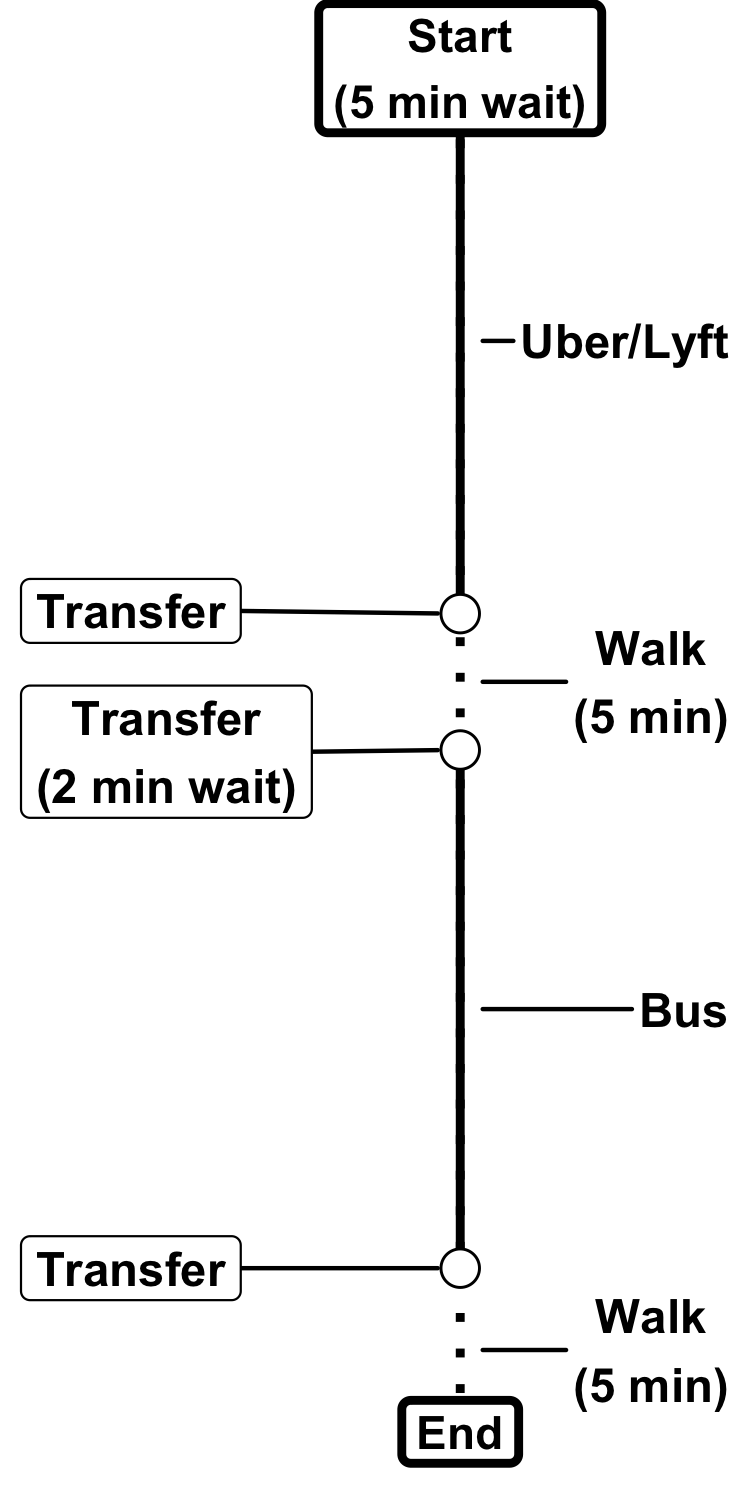 Start
(5 min wait)
Uber/Lyft
Transfer
Walk
(5 min)
Transfer
(2 min wait)
Bus
Transfer
Walk
(5 min)
End